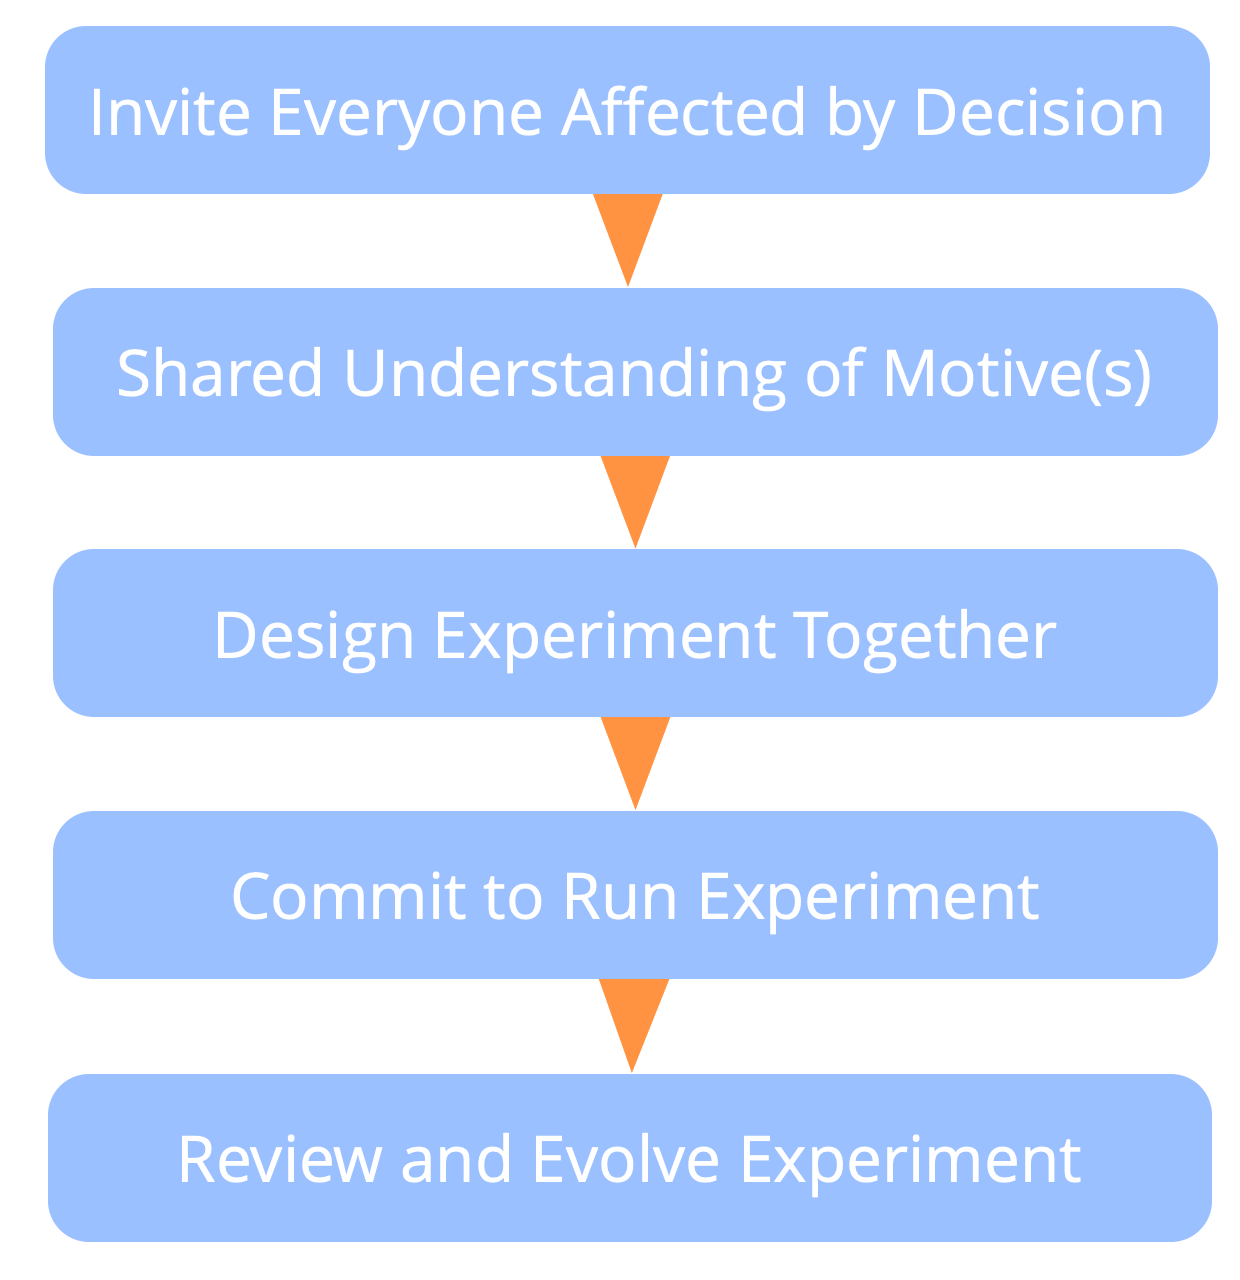 Invite Everyone Affected by Decision
Shared Understanding of Motive(s)
Design Experiment Together
Commit to Run Experiment
Review and Evolve Experiment